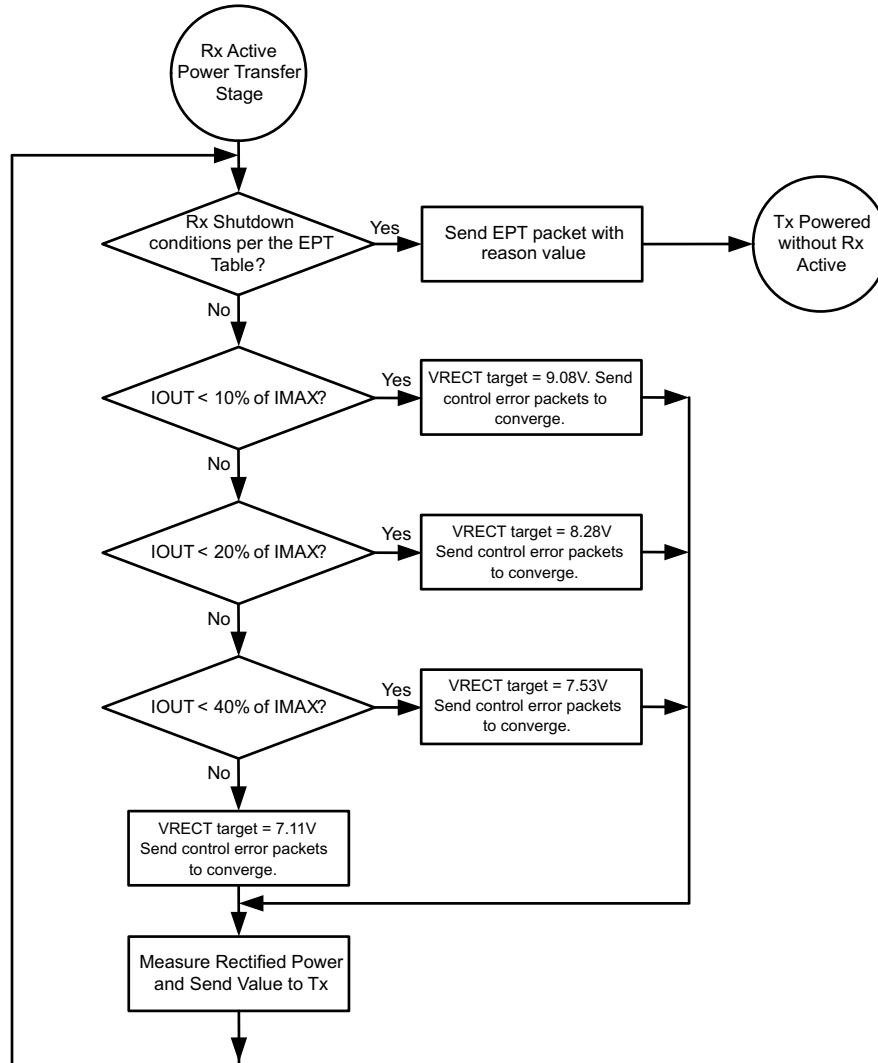 Rx Active
Power Transfer
Stage
Rx Shutdown
conditions per the EPT
Table?
Yes
Send EPT packet with
reason value
Tx Powered
without Rx
Active
No
IOUT < 10% of IMAX?
Yes
VRECT target = 9.08V. Send
control error packets to
converge.
No
IOUT < 20% of IMAX?
Yes
VRECT target = 8.28V
Send control error packets
to converge.
No
IOUT < 40% of IMAX?
Yes
VRECT target = 7.53V
Send control error packets
to converge.
No
VRECT target = 7.11V
Send control error packets
to converge.
Measure Rectified Power
and Send Value to Tx